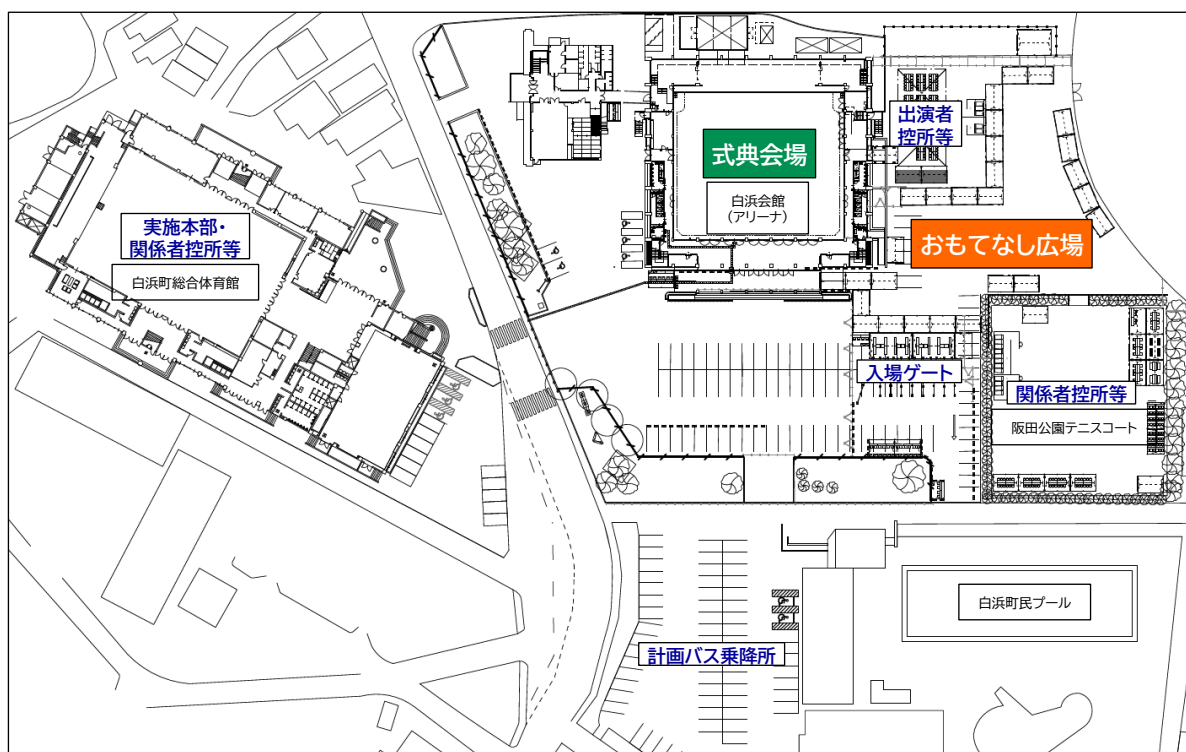 出演者
控所等
式典会場
白浜会館
（アリーナ）
実施本部・
関係者控所等
白浜町総合体育館
おもてなし広場
入場ゲート
関係者控所等
阪田公園テニスコート
白浜町民プール
計画バス乗降所